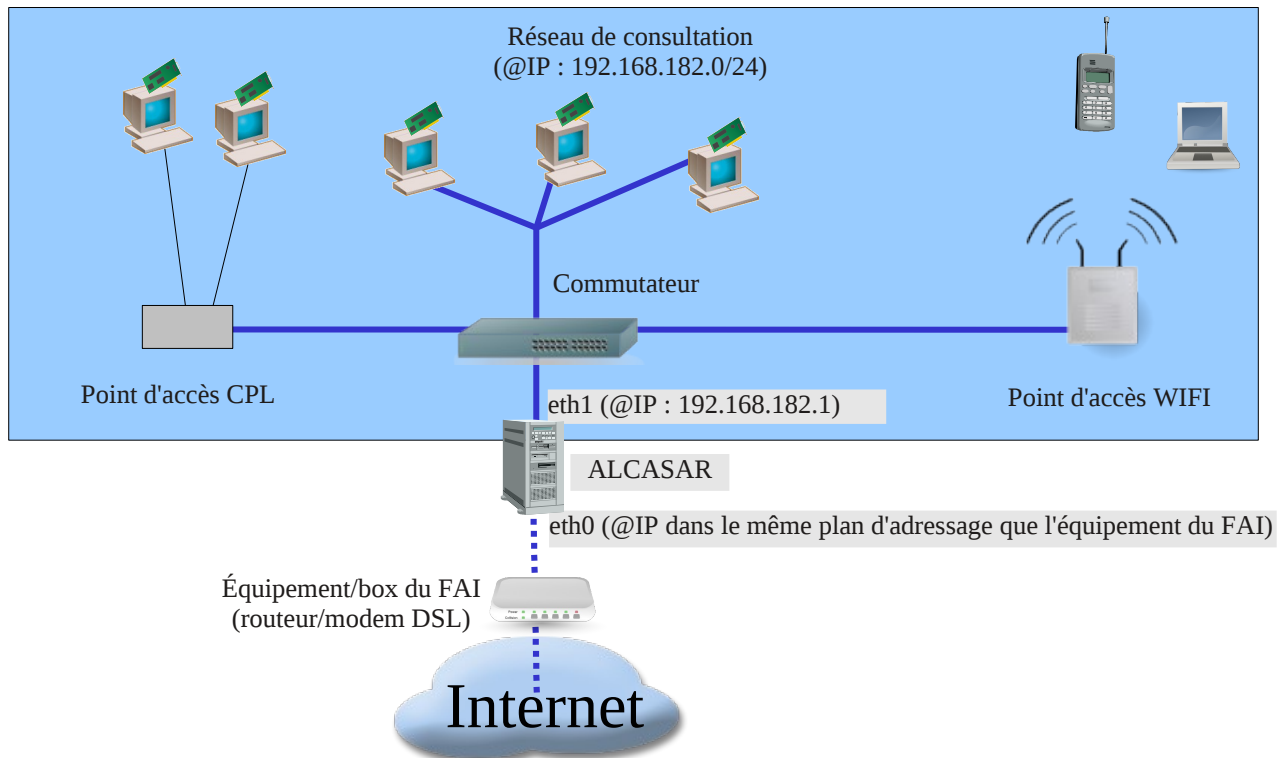 Réseau de consultation
(@IP : 192.168.182.0/24)
Commutateur
Point d'accès CPL
eth1 (@IP : 192.168.182.1)
Point d'accès WIFI
ALCASAR
eth0 (@IP dans le même plan d'adressage que l'équipement du FAI)
Équipement/box du FAI
(routeur/modem DSL)
Internet